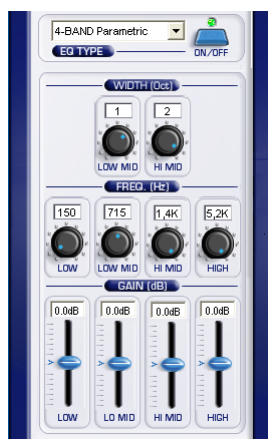 4-BAND Parametric
EQ TYPE ON/OFF
WIDTH (Oct)
1 2
LOW MID HI MID
FREQ. (Hz)
150 715 1,4K 5,2K
LOW LOW MID HI MID HIGH
GAIN (dB)
0.0dB 0.0dB 0.0dB 0.0dB
LOW LO MID HI MID HIGH